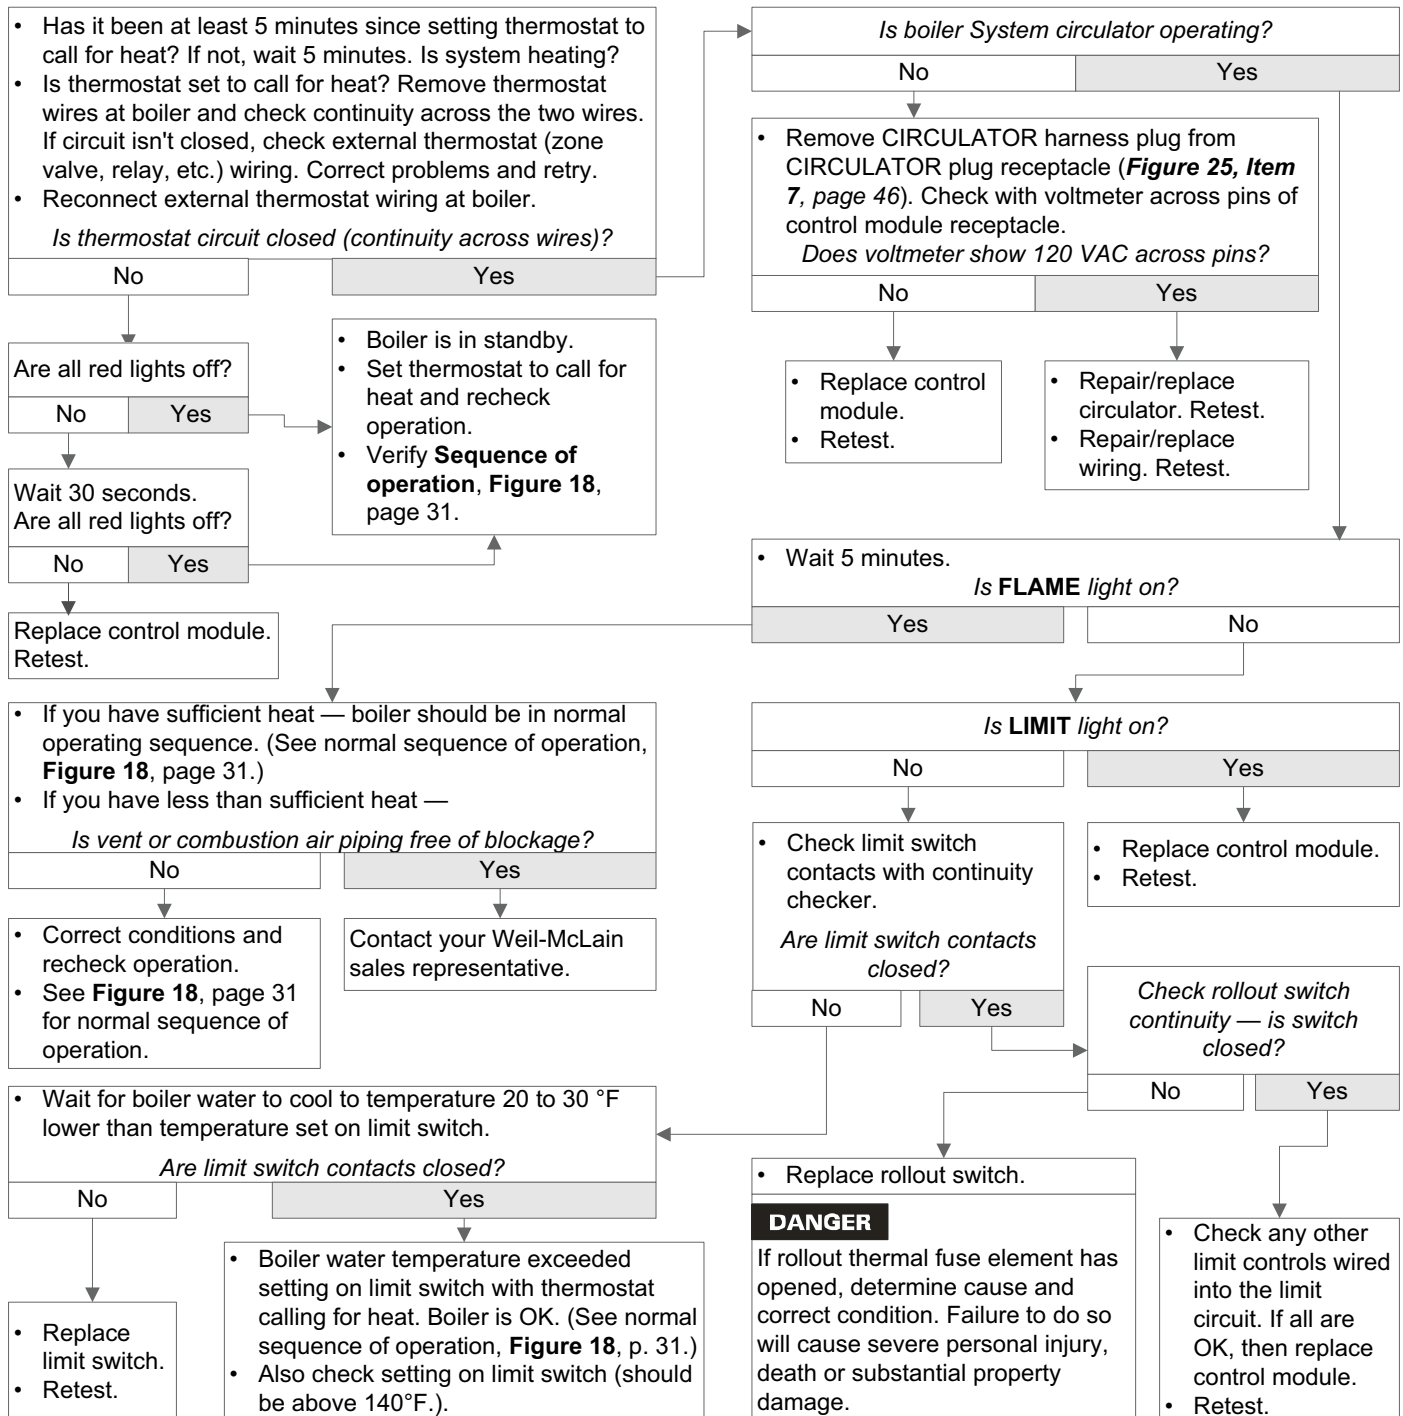 • Has it been at least 5 minutes since setting thermostat to
call for heat? If not, wait 5 minutes. Is system heating?
• Is thermostat set to call for heat? Remove thermostat
wires at boiler and check continuity across the two wires.
If circuit isn't closed, check external thermostat (zone
valve, relay, etc.) wiring. Correct problems and retry.
• Reconnect external thermostat wiring at boiler.
Is thermostat circuit closed (continuity across wires)?
No
Yes
Are all red lights off?
No
Yes
Wait 30 seconds.
Are all red lights off?
No
Yes
Replace control module.
Retest.
• Boiler is in standby.
• Set thermostat to call for
heat and recheck
operation.
• Verify Sequence of
operation, Figure 18,
page 31.
Is boiler System circulator operating?
No
Yes
• Remove CIRCULATOR harness plug from
CIRCULATOR plug receptacle (Figure 25, Item
7, page 46). Check with voltmeter across pins of
control module receptacle.
Does voltmeter show 120 VAC across pins?
No
Yes
• Replace control
module.
• Retest.
• Repair/replace
circulator. Retest.
• Repair/replace
wiring. Retest.
• Wait 5 minutes.
Is FLAME light on?
Yes
No
• If you have sufficient heat — boiler should be in normal
operating sequence. (See normal sequence of operation,
Figure 18, page 31.)
• If you have less than sufficient heat —
Is vent or combustion air piping free of blockage?
No
Yes
• Correct conditions and
recheck operation.
• See Figure 18, page 31
for normal sequence of
operation.
Contact your Weil-McLain
sales representative.
Is LIMIT light on?
No
Yes
• Check limit switch
contacts with continuity
checker.
Are limit switch contacts
closed?
No
Yes
• Replace control module.
• Retest.
Check rollout switch
continuity — is switch
closed?
No
Yes
• Wait for boiler water to cool to temperature 20 to 30 °F
lower than temperature set on limit switch.
Are limit switch contacts closed?
No
Yes
• Replace
limit switch.
• Retest.
• Boiler water temperature exceeded
setting on limit switch with thermostat
calling for heat. Boiler is OK. (See normal
sequence of operation, Figure 18, p. 31.)
• Also check setting on limit switch (should
be above 140°F.).
• Replace rollout switch.
DANGER
If rollout thermal fuse element has
opened, determine cause and
correct condition. Failure to do so
will cause severe personal injury,
death or substantial property
damage.
• Check any other
limit controls wired
into the limit
circuit. If all are
OK, then replace
control module.
• Retest.